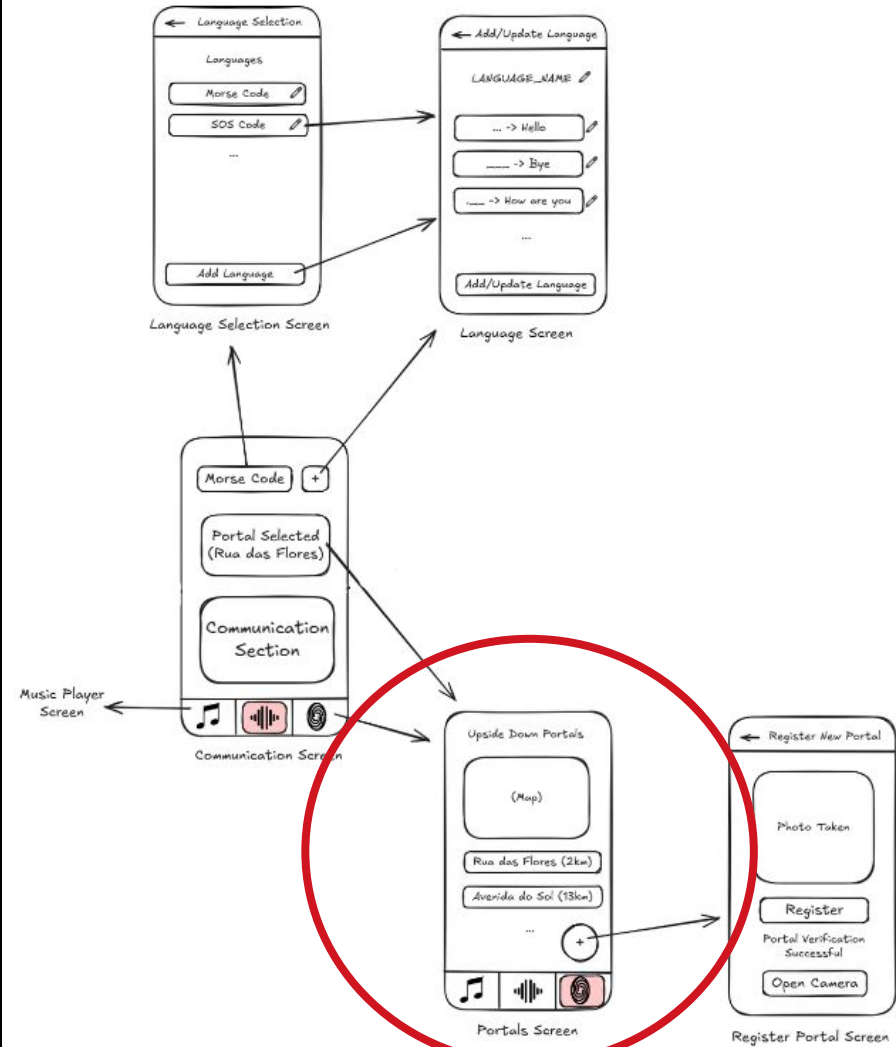 Language Selection
Languages
Morse Code
SOS Code
...
Add Language
Language Selection Screen
Add/Update Language
LANGUAGE_NAME
... -> Hello
____ -> Bye
.___ -> How are you
...
Add/Update Language
Language Screen
Morse Code
+
Portal Selected
(Rua das Flores)
Communication
Section
Music Player
Screen
Communication Screen
Upside Down Portals
(Map)
Rua das Flores (2km)
Avenida do Sol (13km)
...
+
Portals Screen
Register New Portal
Photo Taken
Register
Portal Verification
Successful
Open Camera
Register Portal Screen